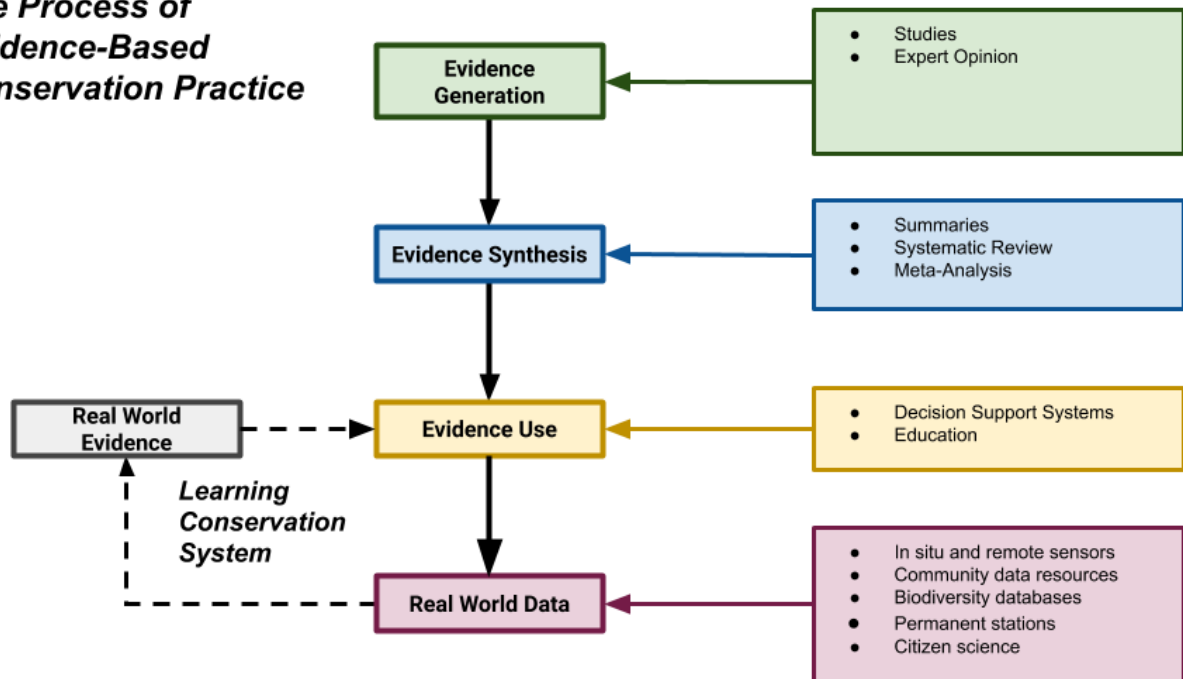 e Process of
idence-Based
nservation Practice
Evidence
Generation
● Studies
● Expert Opinion
Evidence Synthesis
● Summaries
● Systematic Review
● Meta-Analysis
Real World
Evidence
Evidence Use
● Decision Support Systems
● Education
Learning
Conservation
System
Real World Data
● In situ and remote sensors
● Community data resources
● Biodiversity databases
● Permanent stations
● Citizen science